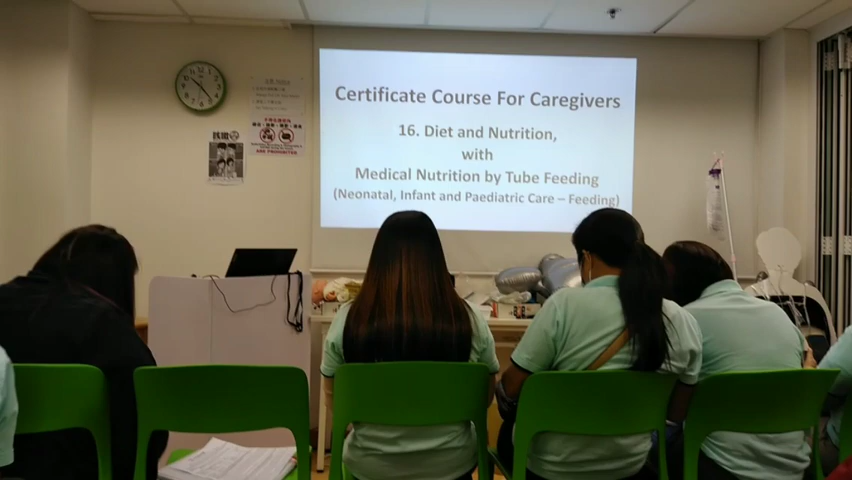 Certificate Course For Caregivers
16. Diet and Nutrition,
with
Medical Nutrition by Tube Feeding
(Neonatal, Infant and Paediatric Care – Feeding)
ARE PROHIBITED